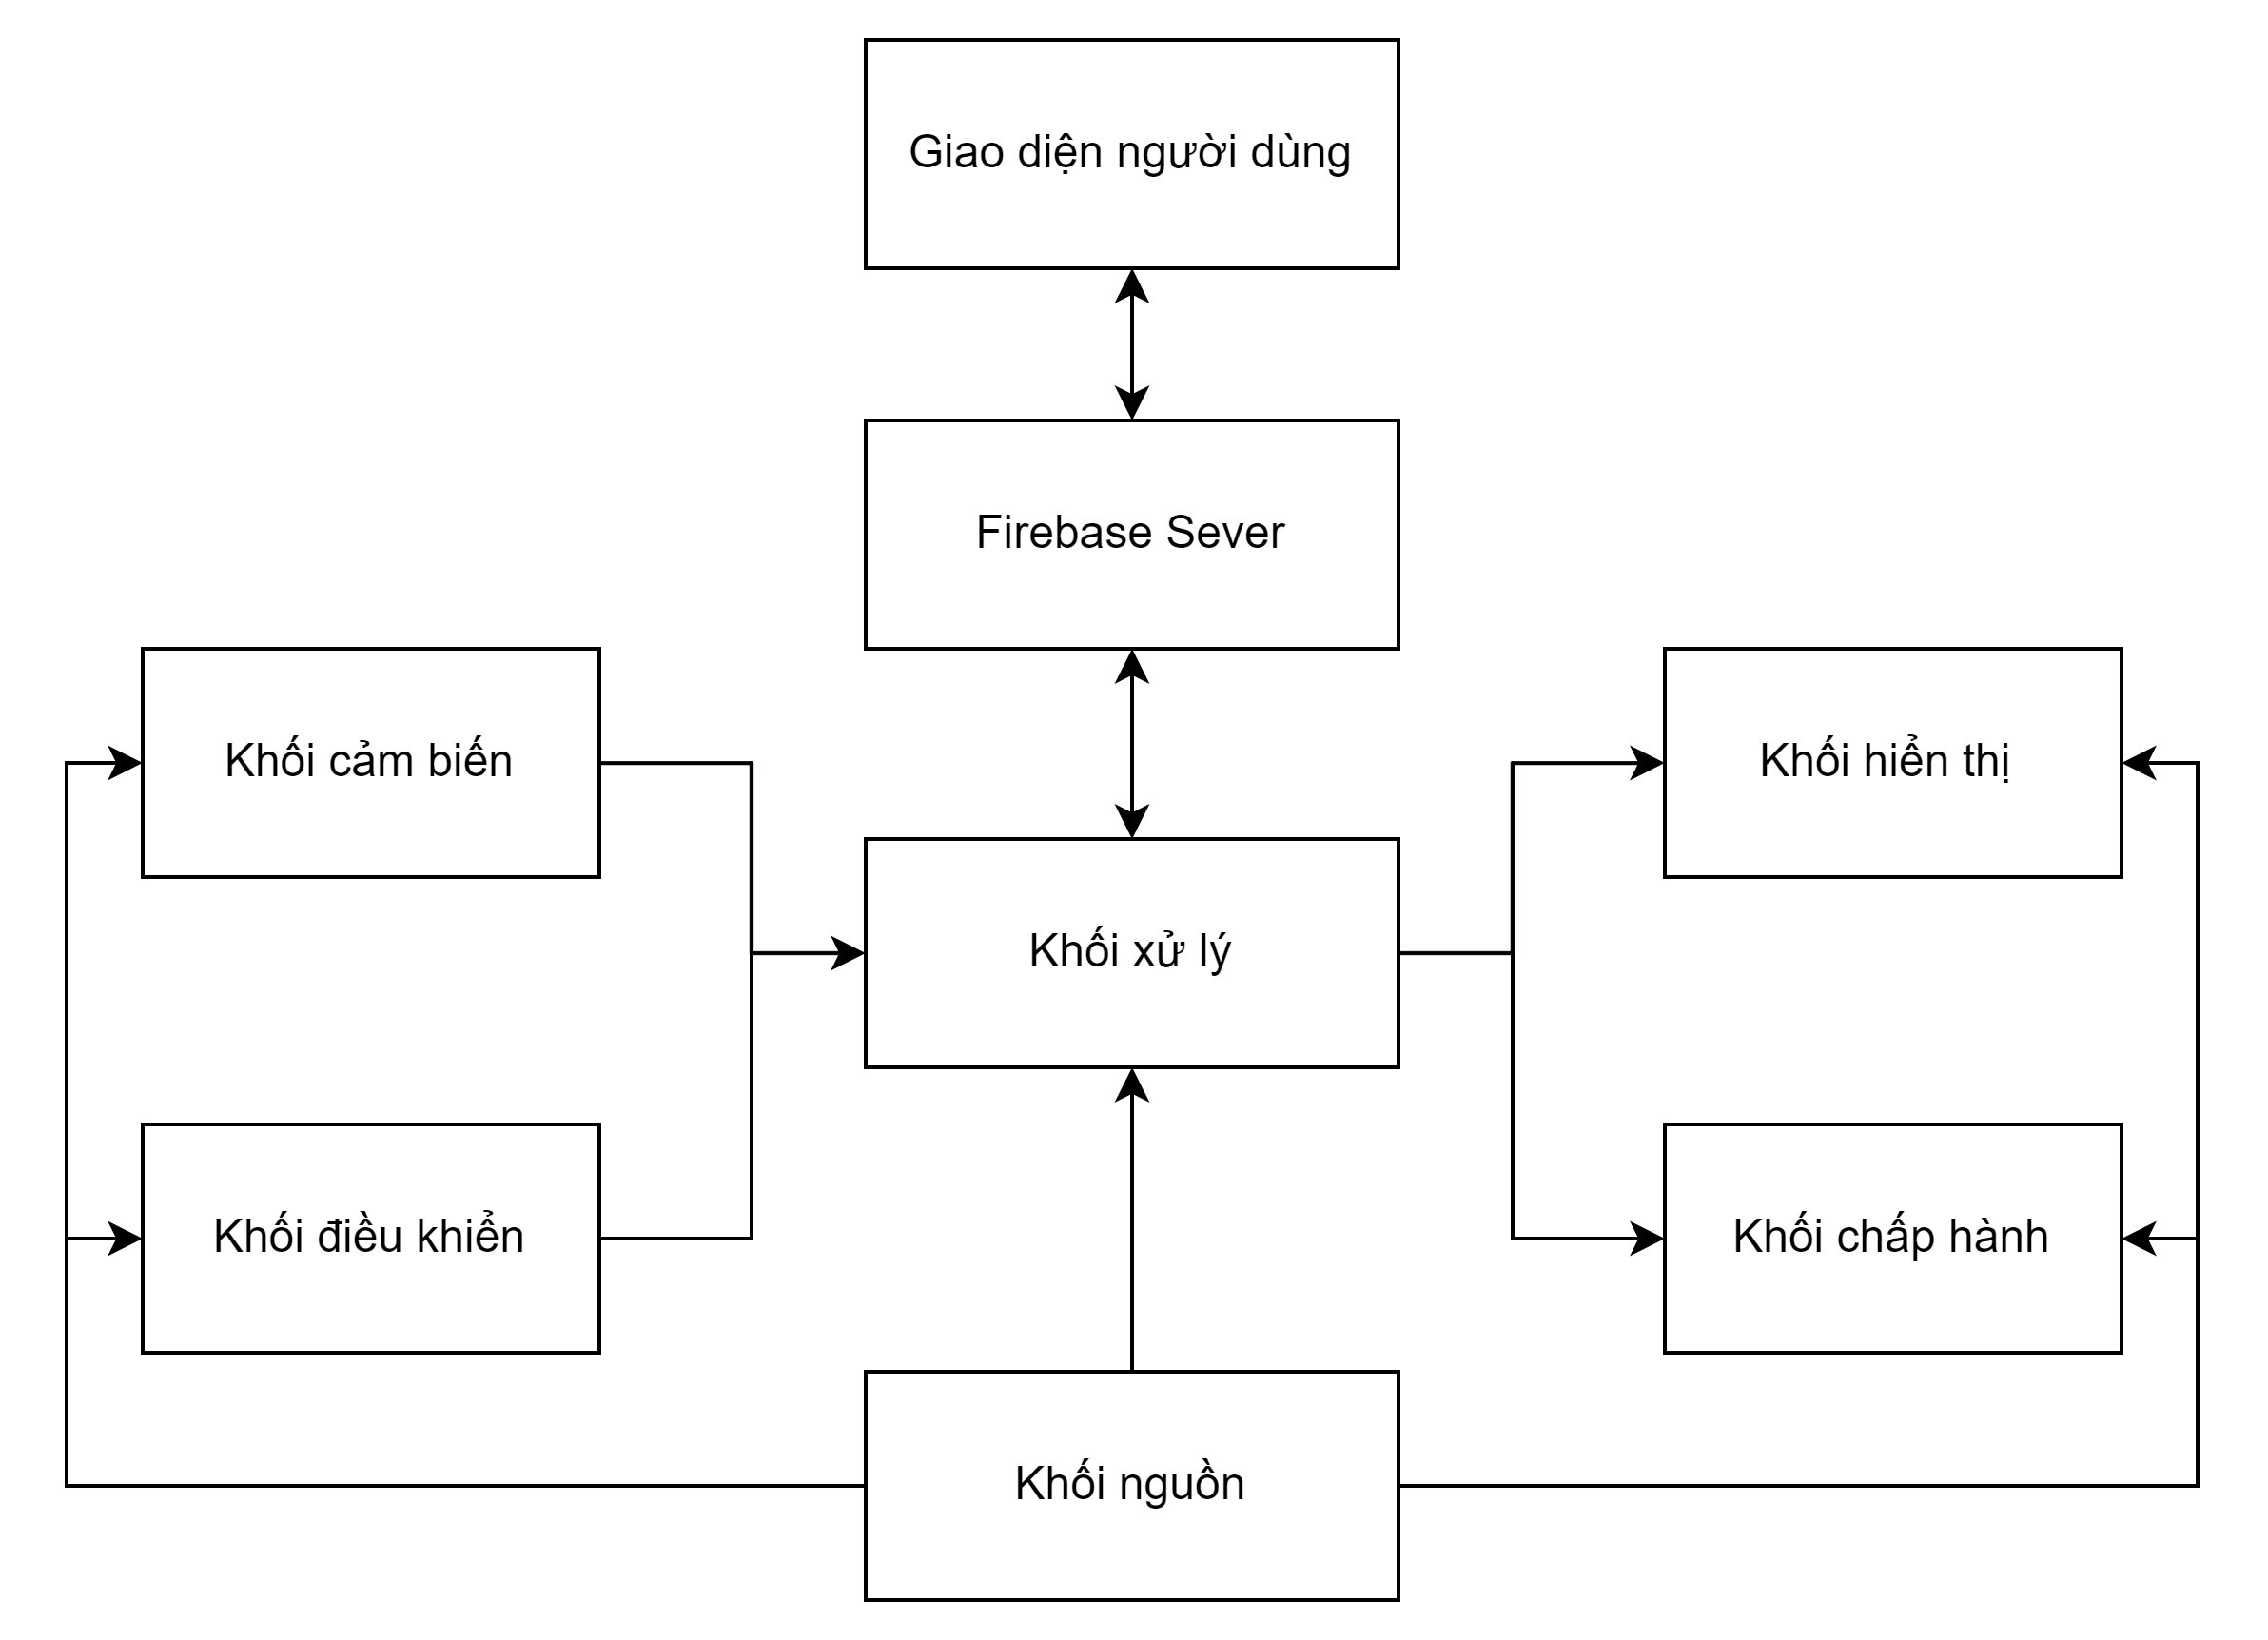 Giao diện người dùng
Firebase Sever
Khối cảm biến
Khối hiển thị
Khối xử lý
Khối điều khiển
Khối chấp hành
Khối nguồn